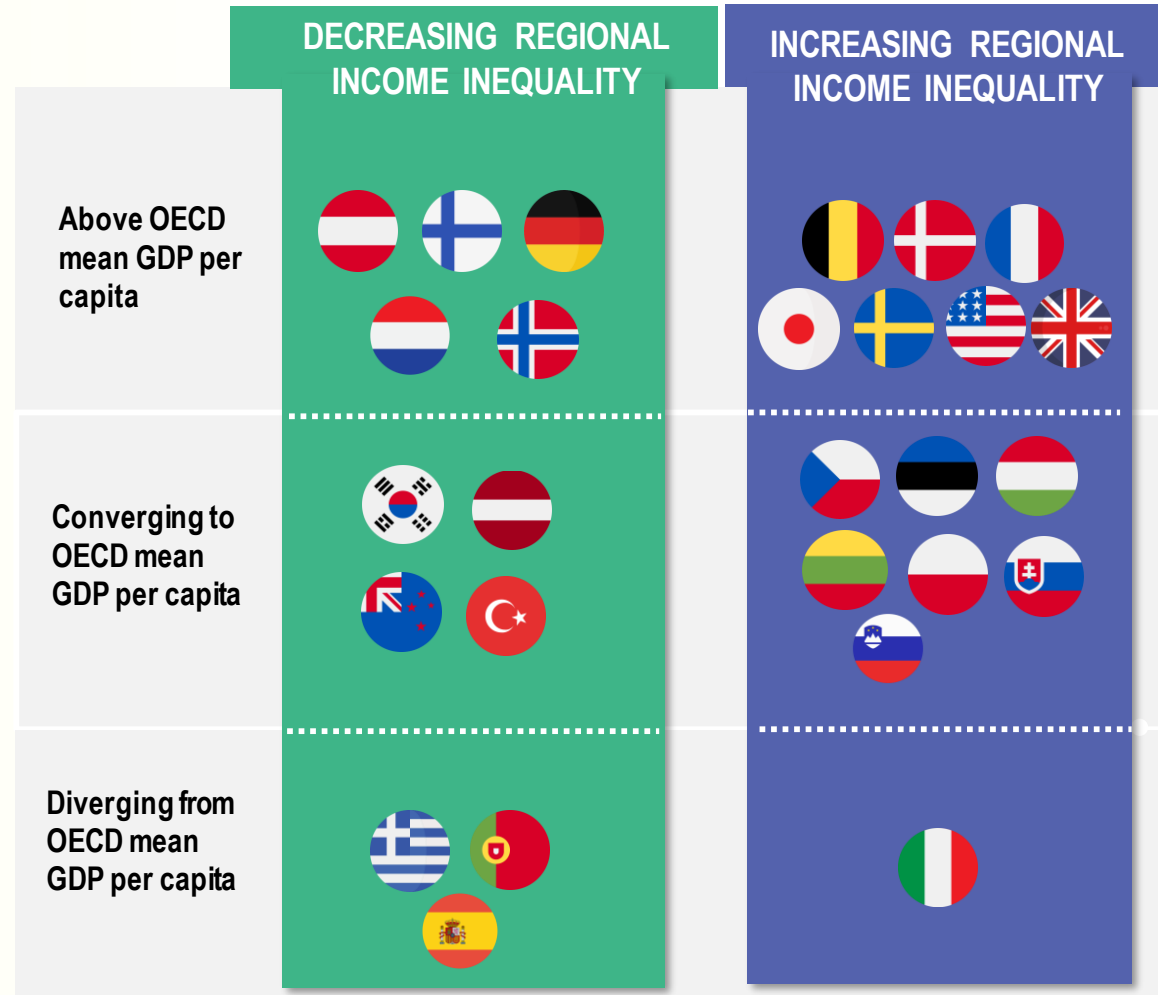 DECREASING REGIONAL
INCOME INEQUALITY
INCREASING REGIONAL
INCOME INEQUALITY
Above OECD
mean GDP per
capita
Converging to
OECD mean
GDP per capita
Diverging from
OECD mean
GDP per capita